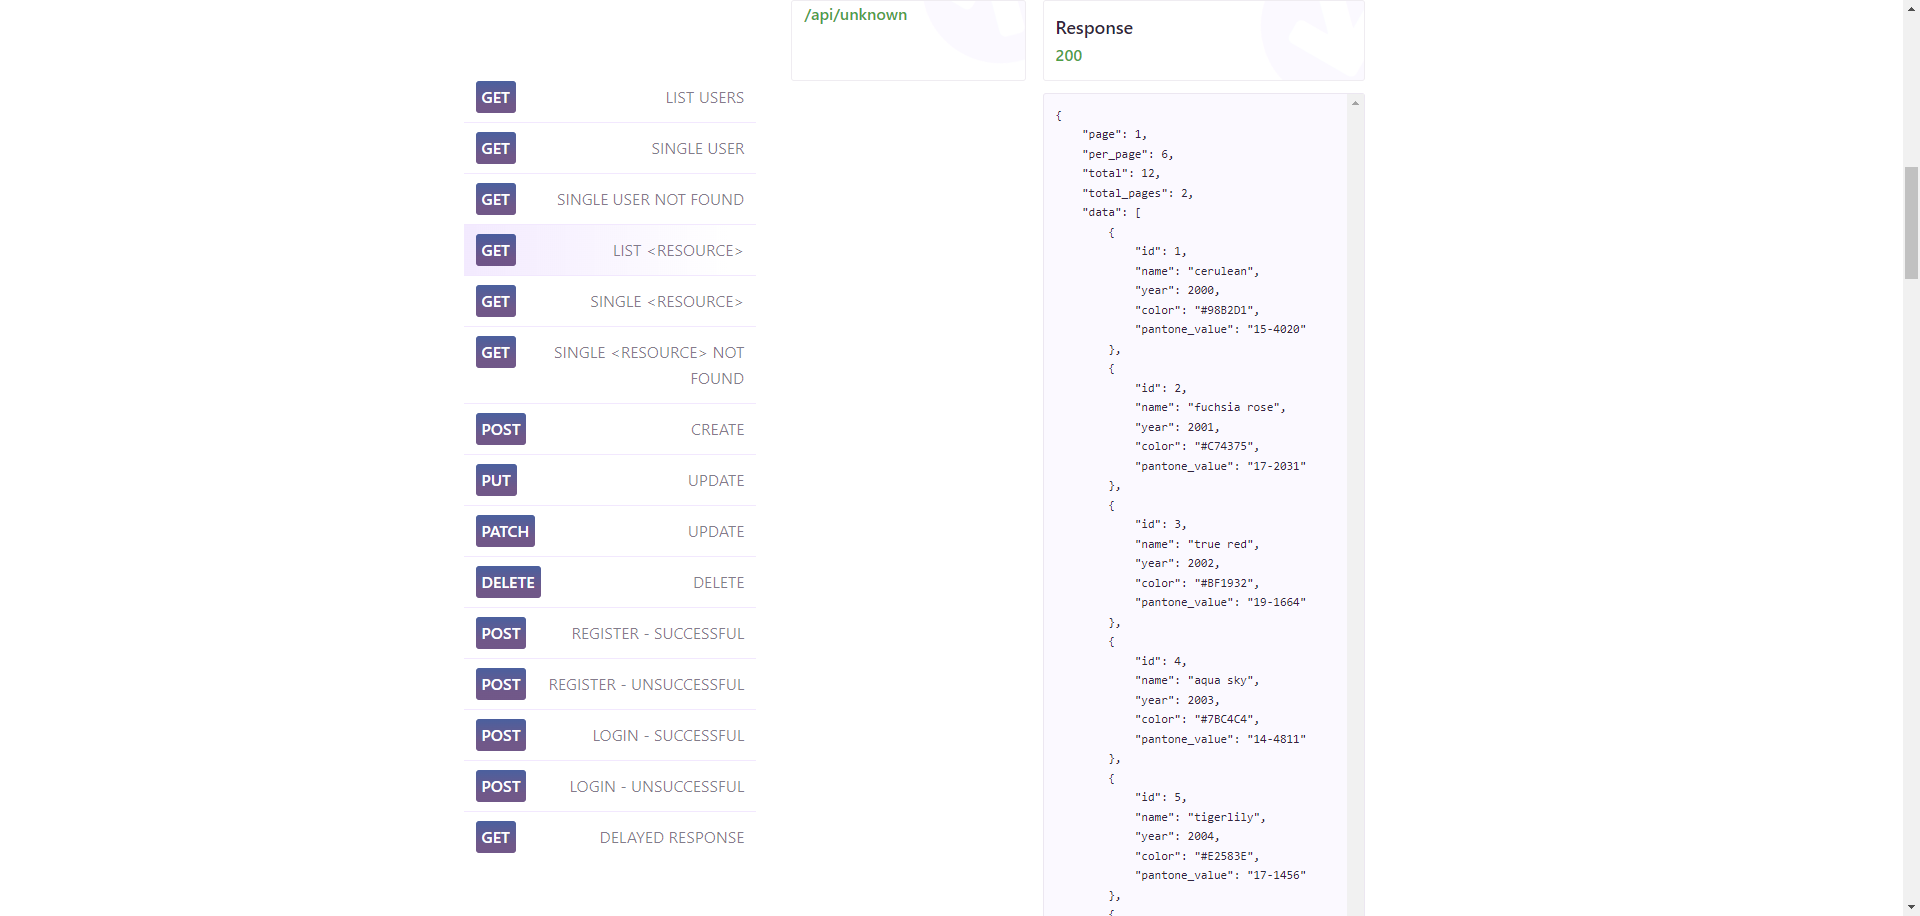 /api/unknown
Response
200
GET LIST USERS
GET SINGLE USER
GET SINGLE USER NOT FOUND
GET LIST <RESOURCE>
GET SINGLE <RESOURCE>
GET SINGLE <RESOURCE> NOT
FOUND
POST CREATE
PUT UPDATE
PATCH UPDATE
DELETE DELETE
POST REGISTER - SUCCESSFUL
POST REGISTER - UNSUCCESSFUL
POST LOGIN - SUCCESSFUL
POST LOGIN - UNSUCCESSFUL
GET DELAYED RESPONSE
{
"page": 1,
"per_page": 6,
"total": 12,
"total_pages": 2,
"data": [
{
"id": 1,
"name": "cerulean",
"year": 2000,
"color": "#98B2D1",
"pantone_value": "15-4020"
},
{
"id": 2,
"name": "fuchsia rose",
"year": 2001,
"color": "#C74375",
"pantone_value": "17-2031"
},
{
"id": 3,
"name": "true red",
"year": 2002,
"color": "#BF1932",
"pantone_value": "19-1664"
},
{
"id": 4,
"name": "aqua sky",
"year": 2003,
"color": "#7BC4C4",
"pantone_value": "14-4811"
},
{
"id": 5,
"name": "tigerlily",
"year": 2004,
"color": "#E2583E",
"pantone_value": "17-1456"
},
{